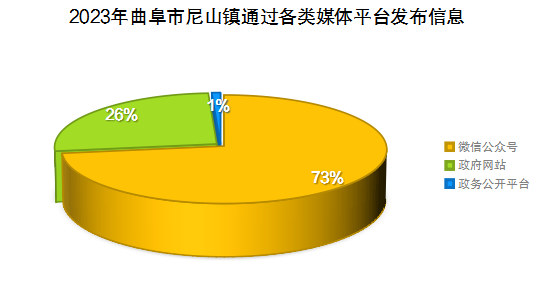 2023年曲阜市尼山镇通过各类媒体平台发布信息
1%
26%
73%
微信公众号
政府网站
政务公开平台